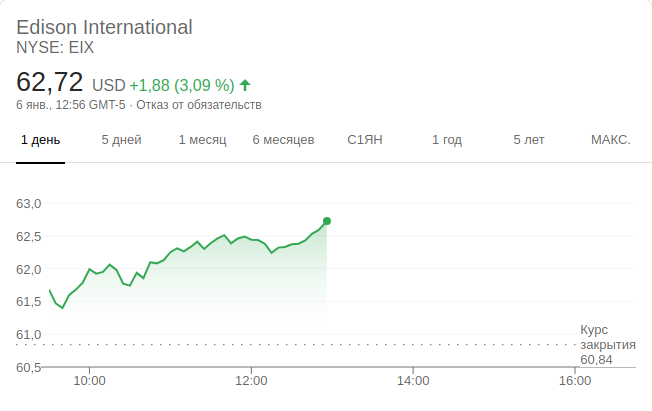 Edison International
NYSE: EIX
62,72 USD +1,88 (3,09 %)
6 янв., 12:56 GMT-5 · Отказ от обязательств
1 день 5 дней 1 месяц 6 месяцев С1ЯН 1 год 5 лет МАКС.
63,0
62,5
62,0
61,5
61,0
60,5
Курс
закрытия
60,84
10:00 12:00 14:00 16:00